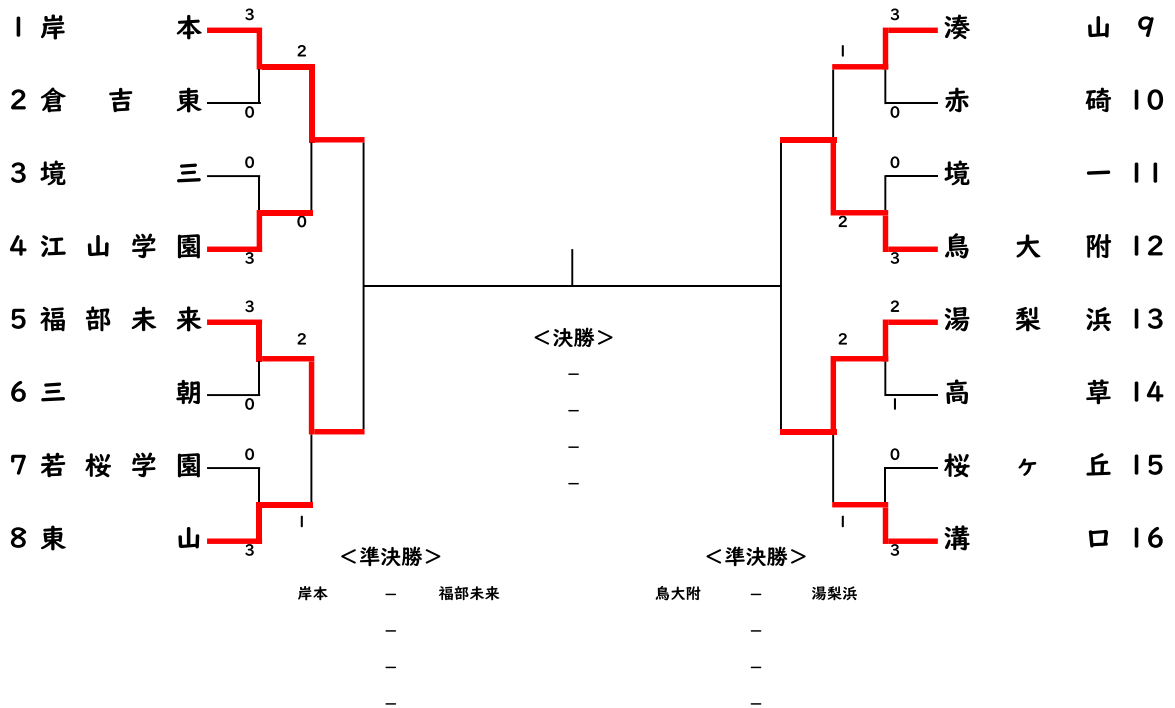 3 3
1 岸本 湊山 9
2 1
2 倉吉東 赤碕 10
0 0
0 0
3 境三 境一 11
0 2
4 江山学園 鳥大附 12
3 3
3 2
5 福部未来 湯梨浜 13
2 2
＜決勝＞
－
6 三朝 高草 14
0 1
－
－
0 0
7 若桜学園 桜ヶ丘 15
－
1 1
8 東山 溝口 16
3 3
＜準決勝＞ ＜準決勝＞
岸本 － 福部未来 鳥大附 － 湯梨浜
－ －
－ －
－ －